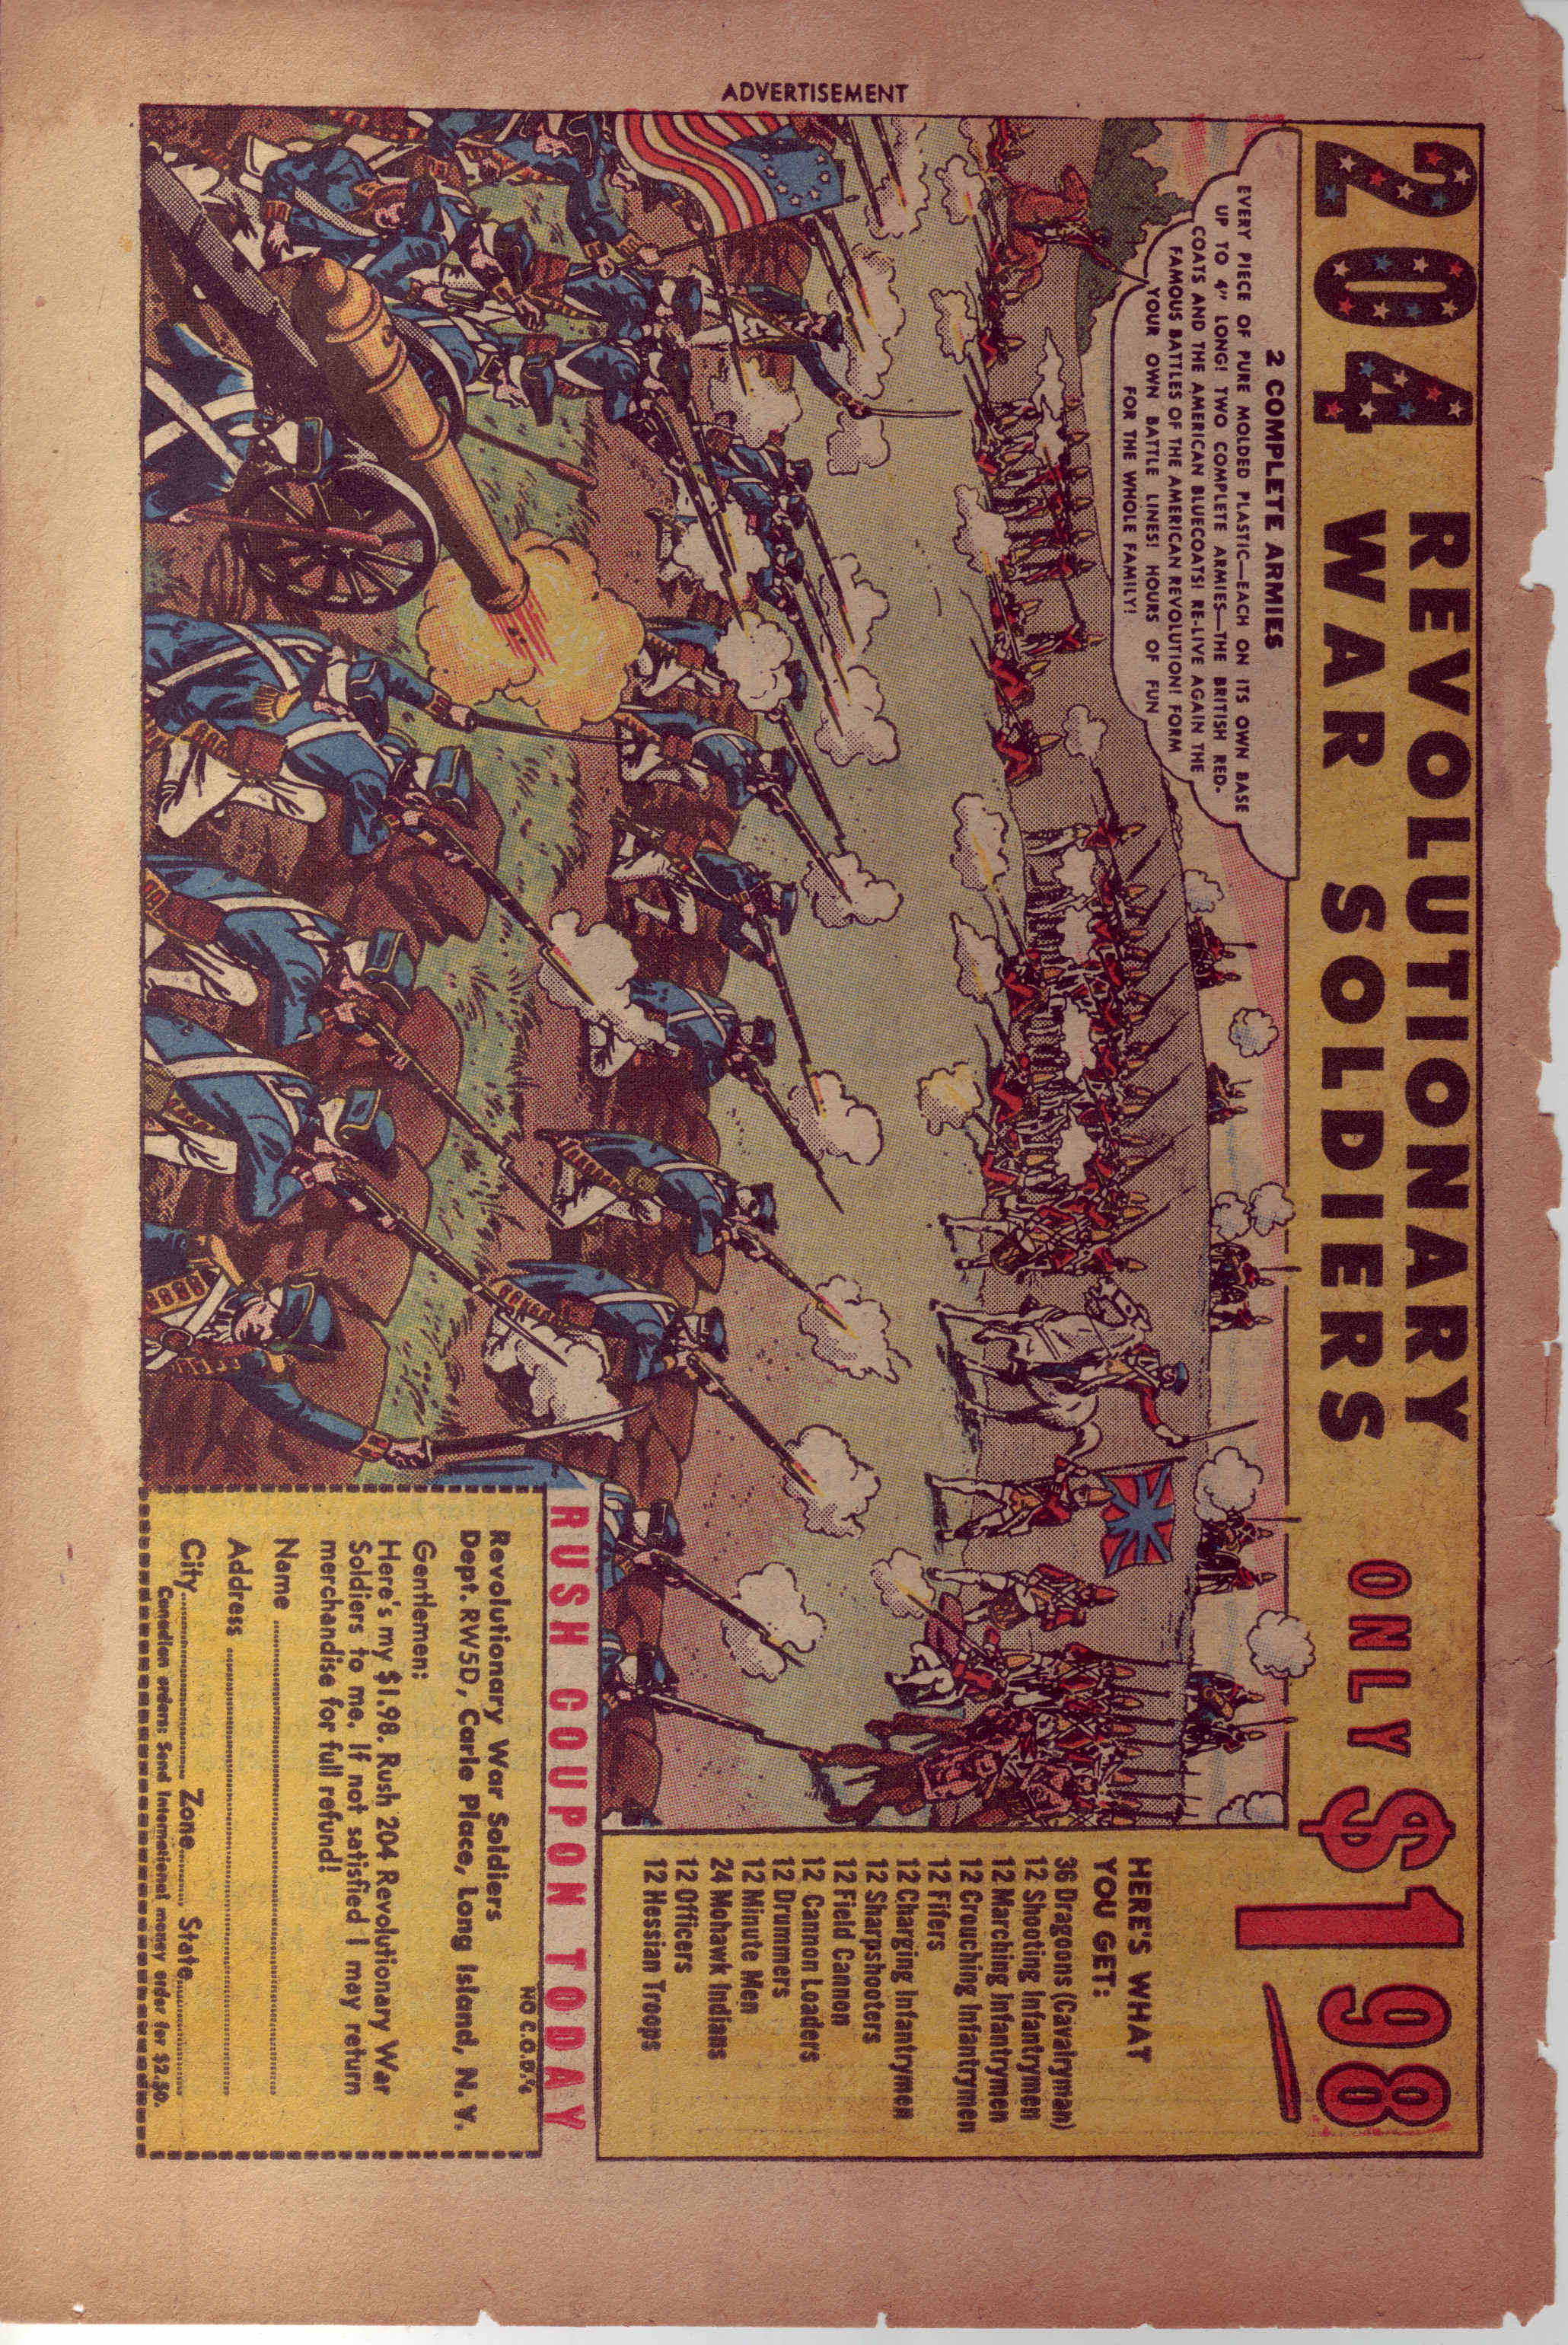 ADVERTISEMENT
204 REVOLUTIONARY
WAR SOLDIERS
ONLY $1 98
2 COMPLETE ARMIES
EVERY PIECE OF PURE MOLDED PLASTIC—EACH ON ITS OWN BASE
UP TO 4" LONG! TWO COMPLETE ARMIES—THE BRITISH RED-
COATS AND THE AMERICAN BLUECOATS! RE-LIVE AGAIN THE
FAMOUS BATTLES OF THE AMERICAN REVOLUTION! FORM
YOUR OWN BATTLE LINES! HOURS OF FUN
FOR THE WHOLE FAMILY!
HERE'S WHAT
YOU GET:
36 Dragoons (Cavalryman)
12 Shooting Infantrymen
12 Marching Infantrymen
12 Crouching Infantrymen
12 Fifers
12 Charging Infantrymen
12 Sharpshooters
12 Field Cannon
12 Cannon Loaders
12 Drummers
12 Minute Men
24 Mohawk Indians
12 Officers
12 Hessian Troops
RUSH COUPON TODAY
NO C.O.D.'s
Revolutionary War Soldiers
Dept. RW5D, Carle Place, Long Island, N. Y.
Gentlemen:
Here's my $1.98. Rush 204 Revolutionary War
Soldiers to me. If not satisfied I may return
merchandise for full refund!
Name
Address
City Zone State
Canadian orders: Send International money order for $2.50.